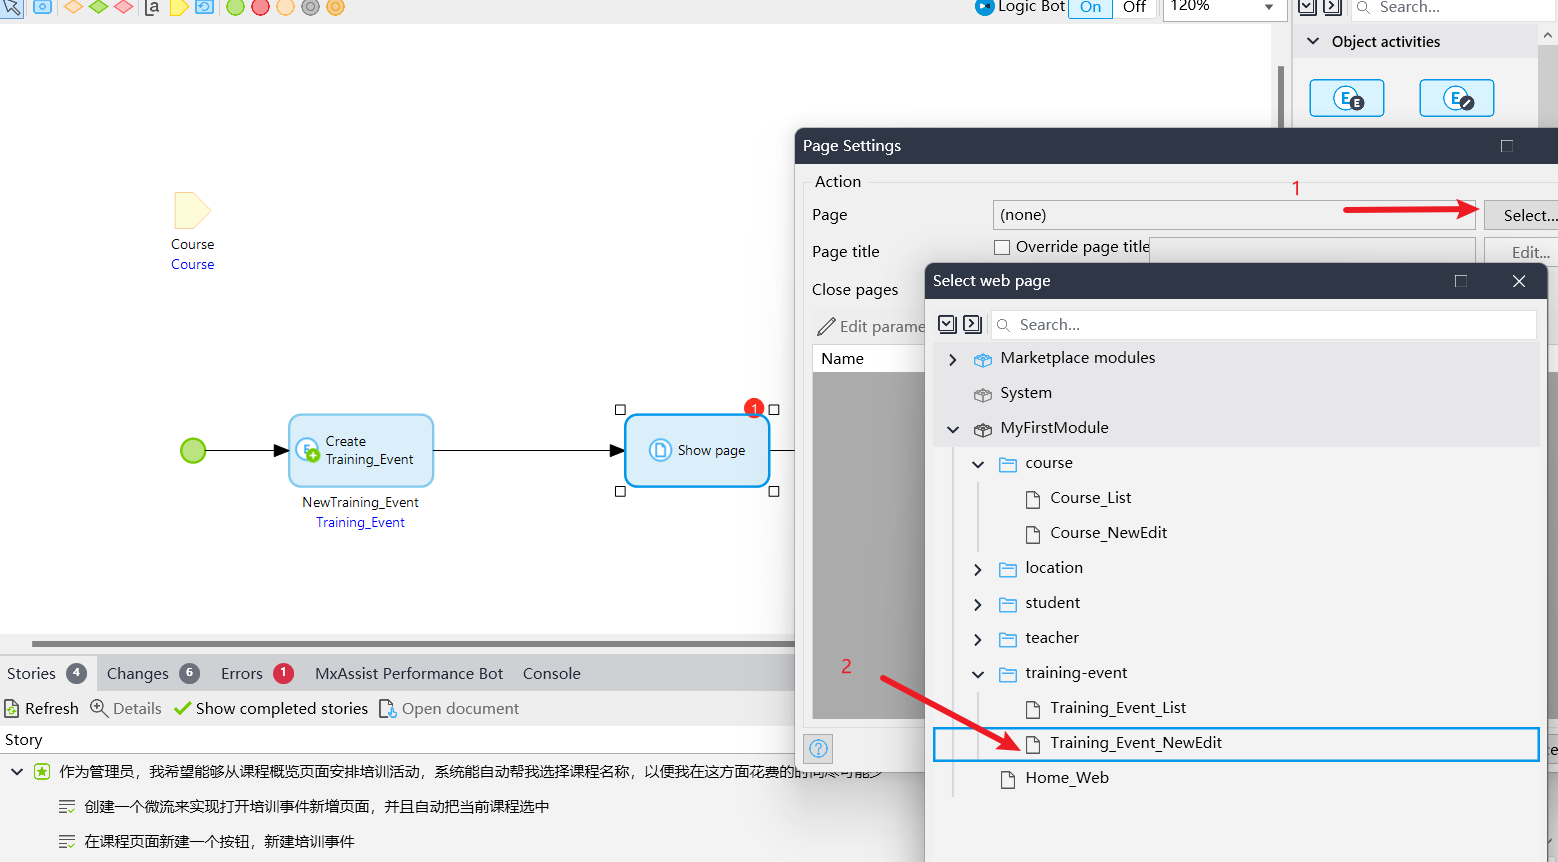 a
Logic Bot
On
Off
120%
Search...
Object activities
E
E
E
Page Settings
Action
1
Page
(none)
Select...
Page title
Override page title
Edit...
Close pages
Edit parame
Name
Course
Course
Create
Training_Event
NewTraining_Event
Training_Event
1
Show page
Select web page
Search...
Marketplace modules
System
MyFirstModule
course
Course_List
Course_NewEdit
location
student
teacher
training-event
Training_Event_List
Training_Event_NewEdit
Home_Web
2
Stories 4
Changes 6
Errors 1
MxAssist Performance Bot
Console
Refresh
Details
Show completed stories
Open document
Story
作为管理员，我希望能够从课程概览页面安排培训活动，系统能自动帮我选择课程名称，以便我在这方面花费的时间尽可能少
创建一个微流来实现打开培训事件新增页面，并且自动把当前课程选中
在课程页面新建一个按钮，新建培训事件